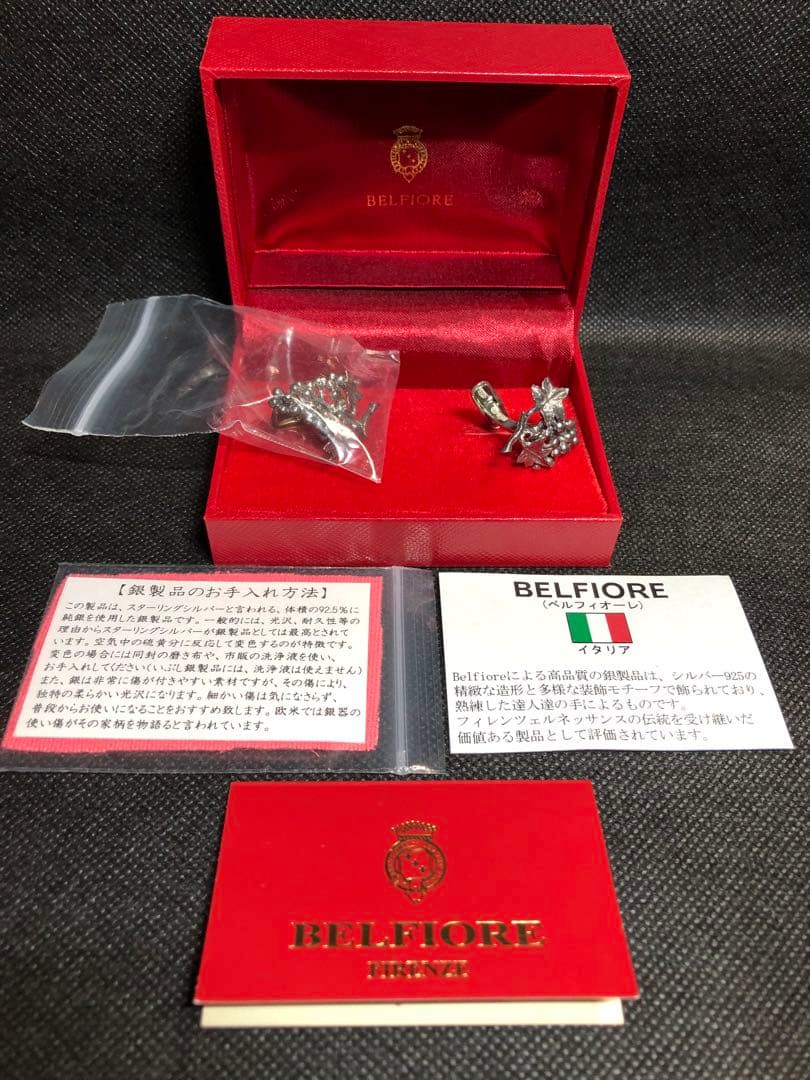 BELFIORE
【銀製品のお手入れ方法】
この製品は、スターリングシルバーと言われる、体積の92.5%に
純銀を使用した銀製品です。一般的には、光沢、耐久性等の
理由からスターリングシルバーが銀製品としては最高とされて
います。空気中の硫黄分に反応して変色するのが特徴です。
変色の場合には同封の磨き布や、市販の洗浄液を使い、
お手入れしてください(いぶし銀製品には、洗浄液は使えません)
また、銀は非常に傷が付きやすい素材ですが、その傷により、
独特の柔らかい光沢になります。細かい傷は気になさらず、
普段からお使いになることをおすすめ致します。欧米では銀器の
使い傷がその家柄を物語ると言われています。
BELFIORE
(ベルフィオーレ)
イタリア
Belfioreによる高品質の銀製品は、シルバー925の
精緻な造形と多様な装飾モチーフで飾られており、
熟練した達人達の手によるものです。
フィレンツェルネッサンスの伝統を受け継いだ
価値ある製品として評価されています。
BELFIORE
FIRENZE